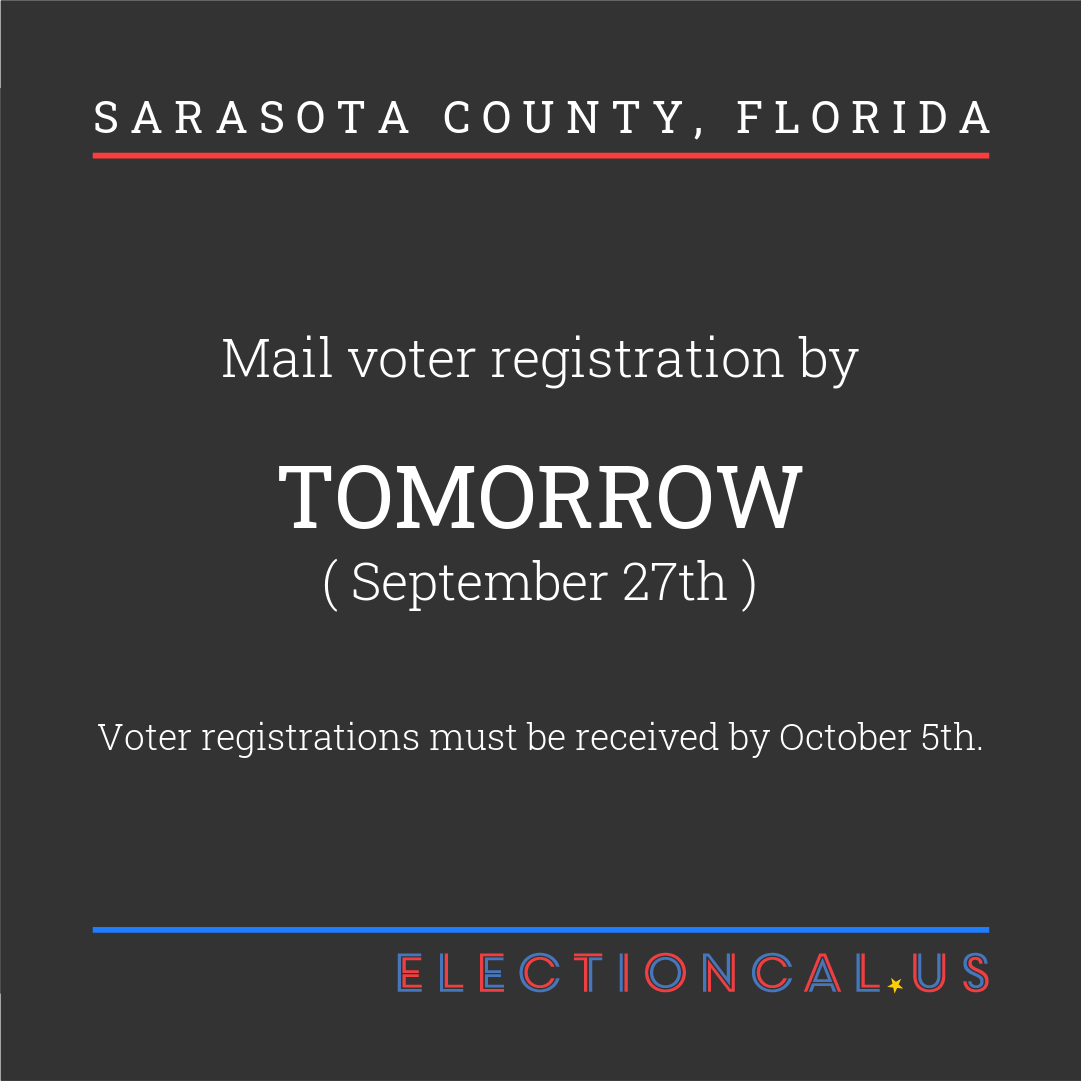 SARASOTA COUNTY, FLORIDA
Mail voter registration by
TOMORROW
( September 27th )
Voter registrations must be received by October 5th.
ELECTIONCAL.US